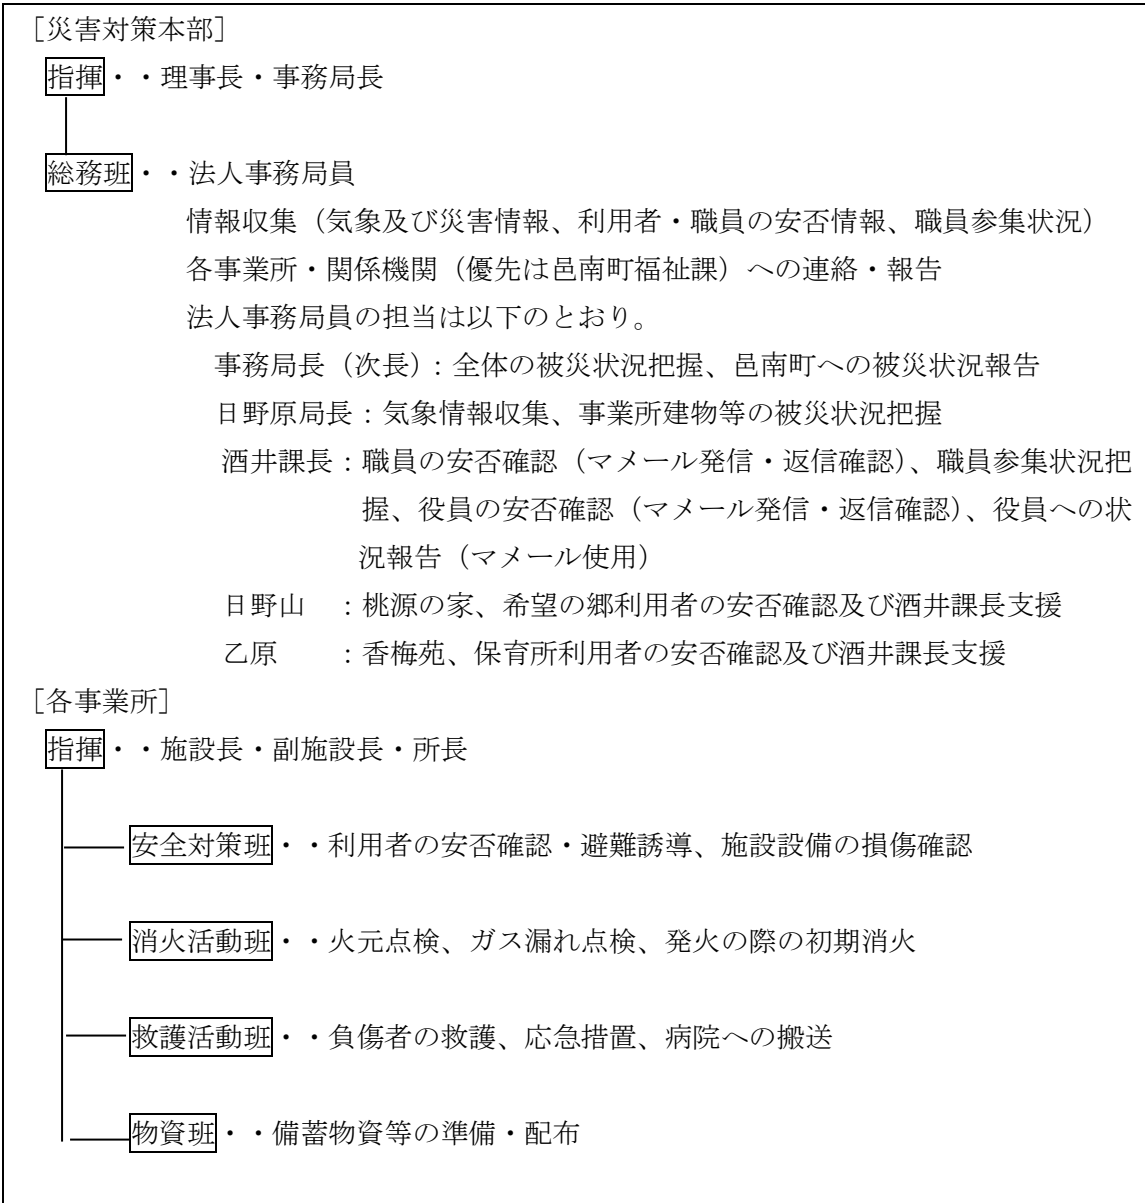 ［災害対策本部］
指揮・・理事長・事務局長
総務班・・法人事務局員
情報収集（気象及び災害情報、利用者・職員の安否情報、職員参集状況）
各事業所・関係機関（優先は邑南町福祉課）への連絡・報告
法人事務局員の担当は以下のとおり。
事務局長（次長）：全体の被災状況把握、邑南町への被災状況報告
日野原局長：気象情報収集、事業所建物等の被災状況把握
酒井課長：職員の安否確認（マメール発信・返信確認）、職員参集状況把
握、役員の安否確認（マメール発信・返信確認）、役員への状
況報告（マメール使用）
日野山　：桃源の家、希望の郷利用者の安否確認及び酒井課長支援
乙原　　：香梅苑、保育所利用者の安否確認及び酒井課長支援
［各事業所］
指揮・・施設長・副施設長・所長
安全対策班・・利用者の安否確認・避難誘導、施設設備の損傷確認
消火活動班・・火元点検、ガス漏れ点検、発火の際の初期消火
救護活動班・・負傷者の救護、応急措置、病院への搬送
物資班・・備蓄物資等の準備・配布